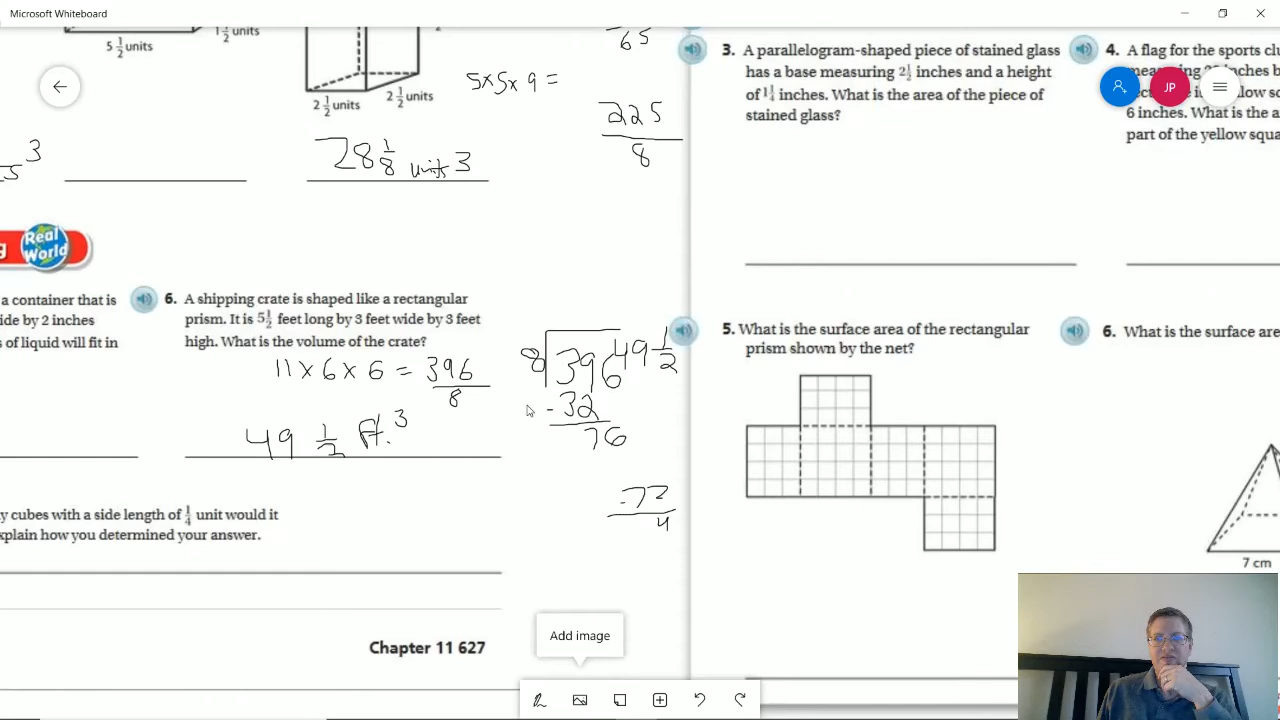 Microsoft Whiteboard
5 1/2 units
1 1/2 units
2 1/2 units
2 1/2 units
65
5x5x9 =
225
8
3
28 1/8 units 3
Real
World
a container that is
ide by 2 inches
s of liquid will fit in
6. A shipping crate is shaped like a rectangular
prism. It is 5 1/2 feet long by 3 feet wide by 3 feet
high. What is the volume of the crate?
11 x 6 x 6 = 396
8
49 1/2 ft. 3
8 396 49 1/2
- 32
76
- 72
4
y cubes with a side length of 1/4 unit would it
xplain how you determined your answer.
Chapter 11 627
3. A parallelogram-shaped piece of stained glass
has a base measuring 2 1/2 inches and a height
of 1 1/4 inches. What is the area of the piece of
stained glass?
4. A flag for the sports clu
mea
nches b
low so
6 inches. What is the a
part of the yellow squa
JP
5. What is the surface area of the rectangular
prism shown by the net?
6. What is the surface are
7 cm
Add image